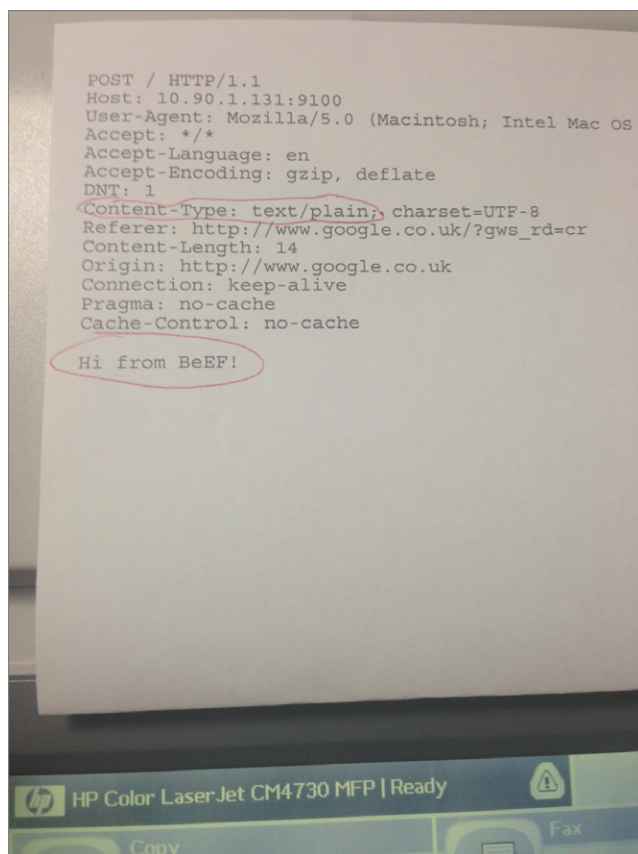 POST / HTTP/1.1
Host: 10.90.1.131:9100
User-Agent: Mozilla/5.0 (Macintosh; Intel Mac OS
Accept: */*
Accept-Language: en
Accept-Encoding: gzip, deflate
DNT: 1
Content-Type: text/plain; charset=UTF-8
Referer: http://www.google.co.uk/?gws_rd=cr
Content-Length: 14
Origin: http://www.google.co.uk
Connection: keep-alive
Pragma: no-cache
Cache-Control: no-cache
Hi from BeEF!
hp HP Color LaserJet CM4730 MFP | Ready
Copy Fax